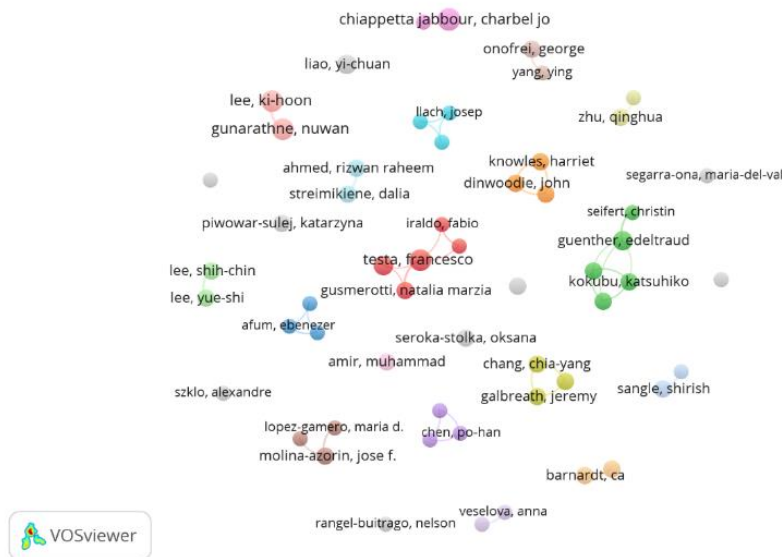 chiappetta jabbour, charbel jo
onofrei, george
liao, yi-chuan
yang, ying
lee, ki-hoon
llach, josep
zhu, qinghua
gunarathne, nuwan
ahmed, rizwan raheem
knowles, harriet
segarra-ona, maria-del-val
dinwoodie, john
streimikiene, dalia
seifert, christin
piwowar-sulej, katarzyna
iraldo, fabio
guenther, edeltraud
testa, francesco
lee, shih-chin
kokubu, katsuhiko
gusmerotti, natalia marzia
lee, yue-shi
afum, ebenezer
seroka-stolka, oksana
amir, muhammad
chang, chia-yang
sangle, shirish
szklo, alexandre
galbreath, jeremy
lopez-gamero, maria d.
chen, po-han
molina-azorin, jose f.
barnardt, ca
veselova, anna
rangel-buitrago, nelson
VOSviewer